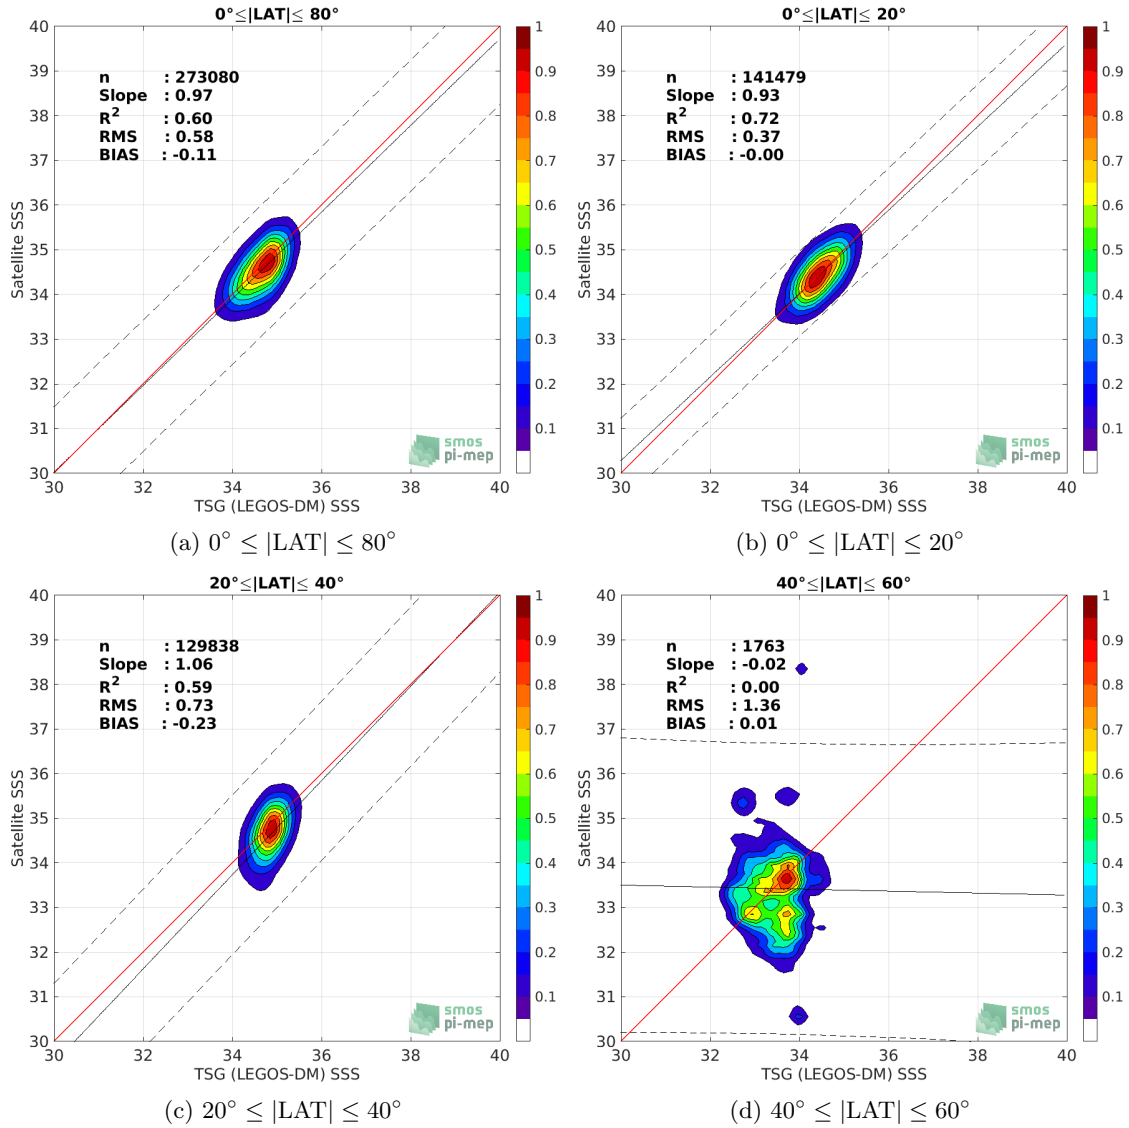 0°≤|LAT|≤ 80°
n : 273080
Slope : 0.97
R2 : 0.60
RMS : 0.58
BIAS : -0.11
40
39
38
37
36
35
34
33
32
31
30
Satellite SSS
30 32 34 36 38 40
TSG (LEGOS-DM) SSS
1
0.9
0.8
0.7
0.6
0.5
0.4
0.3
0.2
0.1
smos
pi-mep
(a) 0° ≤ |LAT| ≤ 80°
0°≤|LAT|≤ 20°
n : 141479
Slope : 0.93
R2 : 0.72
RMS : 0.37
BIAS : -0.00
40
39
38
37
36
35
34
33
32
31
30
Satellite SSS
30 32 34 36 38 40
TSG (LEGOS-DM) SSS
1
0.9
0.8
0.7
0.6
0.5
0.4
0.3
0.2
0.1
smos
pi-mep
(b) 0° ≤ |LAT| ≤ 20°
20°≤|LAT|≤ 40°
n : 129838
Slope : 1.06
R2 : 0.59
RMS : 0.73
BIAS : -0.23
40
39
38
37
36
35
34
33
32
31
30
Satellite SSS
30 32 34 36 38 40
TSG (LEGOS-DM) SSS
1
0.9
0.8
0.7
0.6
0.5
0.4
0.3
0.2
0.1
smos
pi-mep
(c) 20° ≤ |LAT| ≤ 40°
40°≤|LAT|≤ 60°
n : 1763
Slope : -0.02
R2 : 0.00
RMS : 1.36
BIAS : 0.01
40
39
38
37
36
35
34
33
32
31
30
Satellite SSS
30 32 34 36 38 40
TSG (LEGOS-DM) SSS
1
0.9
0.8
0.7
0.6
0.5
0.4
0.3
0.2
0.1
smos
pi-mep
(d) 40° ≤ |LAT| ≤ 60°